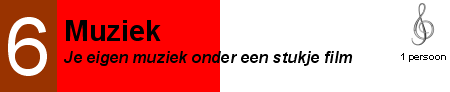 6
Muziek
Je eigen muziek onder een stukje film
1 persoon